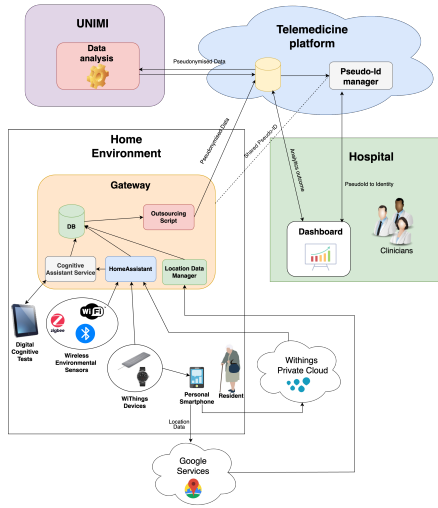 UNIMI
Data
analysis
Telemedicine
platform
Pseudonymised Data
Pseudo-Id
manager
Home
Environment
Pseudonymised Data
Shared Pseudo-ID
Analytics outcome
PseudoId to Identity
Hospital
Dashboard
Clinicians
Gateway
DB
Outsourcing
Script
Cognitive
Assistant Service
HomeAssistant
Location Data
Manager
Digital
Cognitive
Tests
zigbee
WiFi
Wireless
Environmental
Sensors
WiThings
Devices
Personal
Smartphone
Resident
Withings
Private Cloud
Location
Data
Google
Services